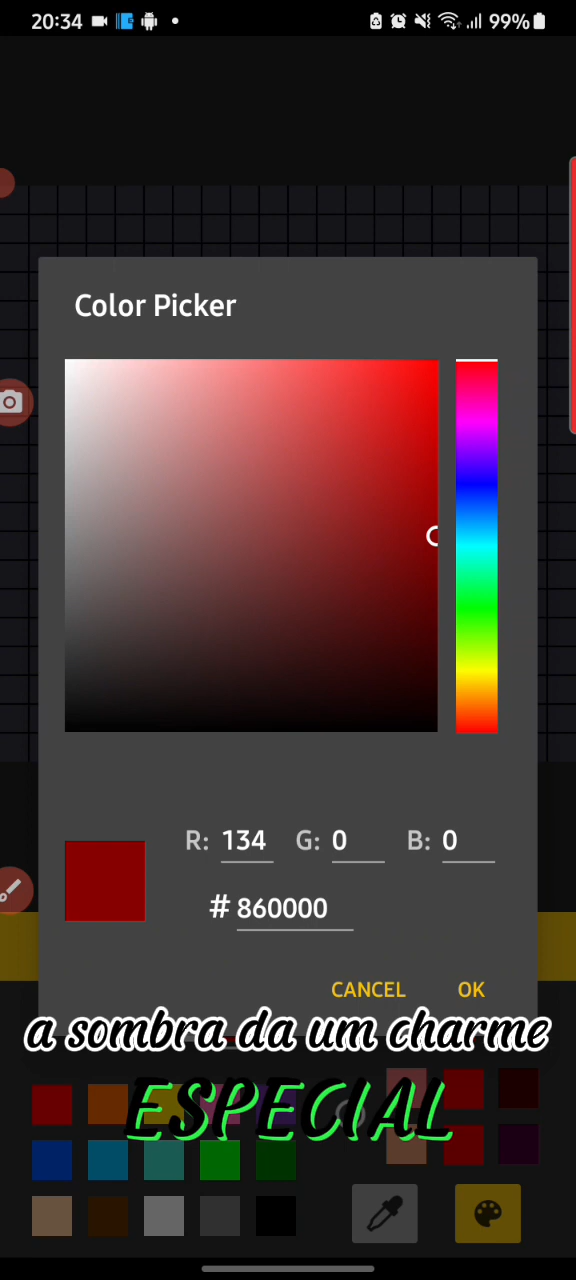 20:34 99%
Color Picker
R: 134 G: 0 B: 0
# 860000
CANCEL OK
a sombra da um charme
ESPECIAL